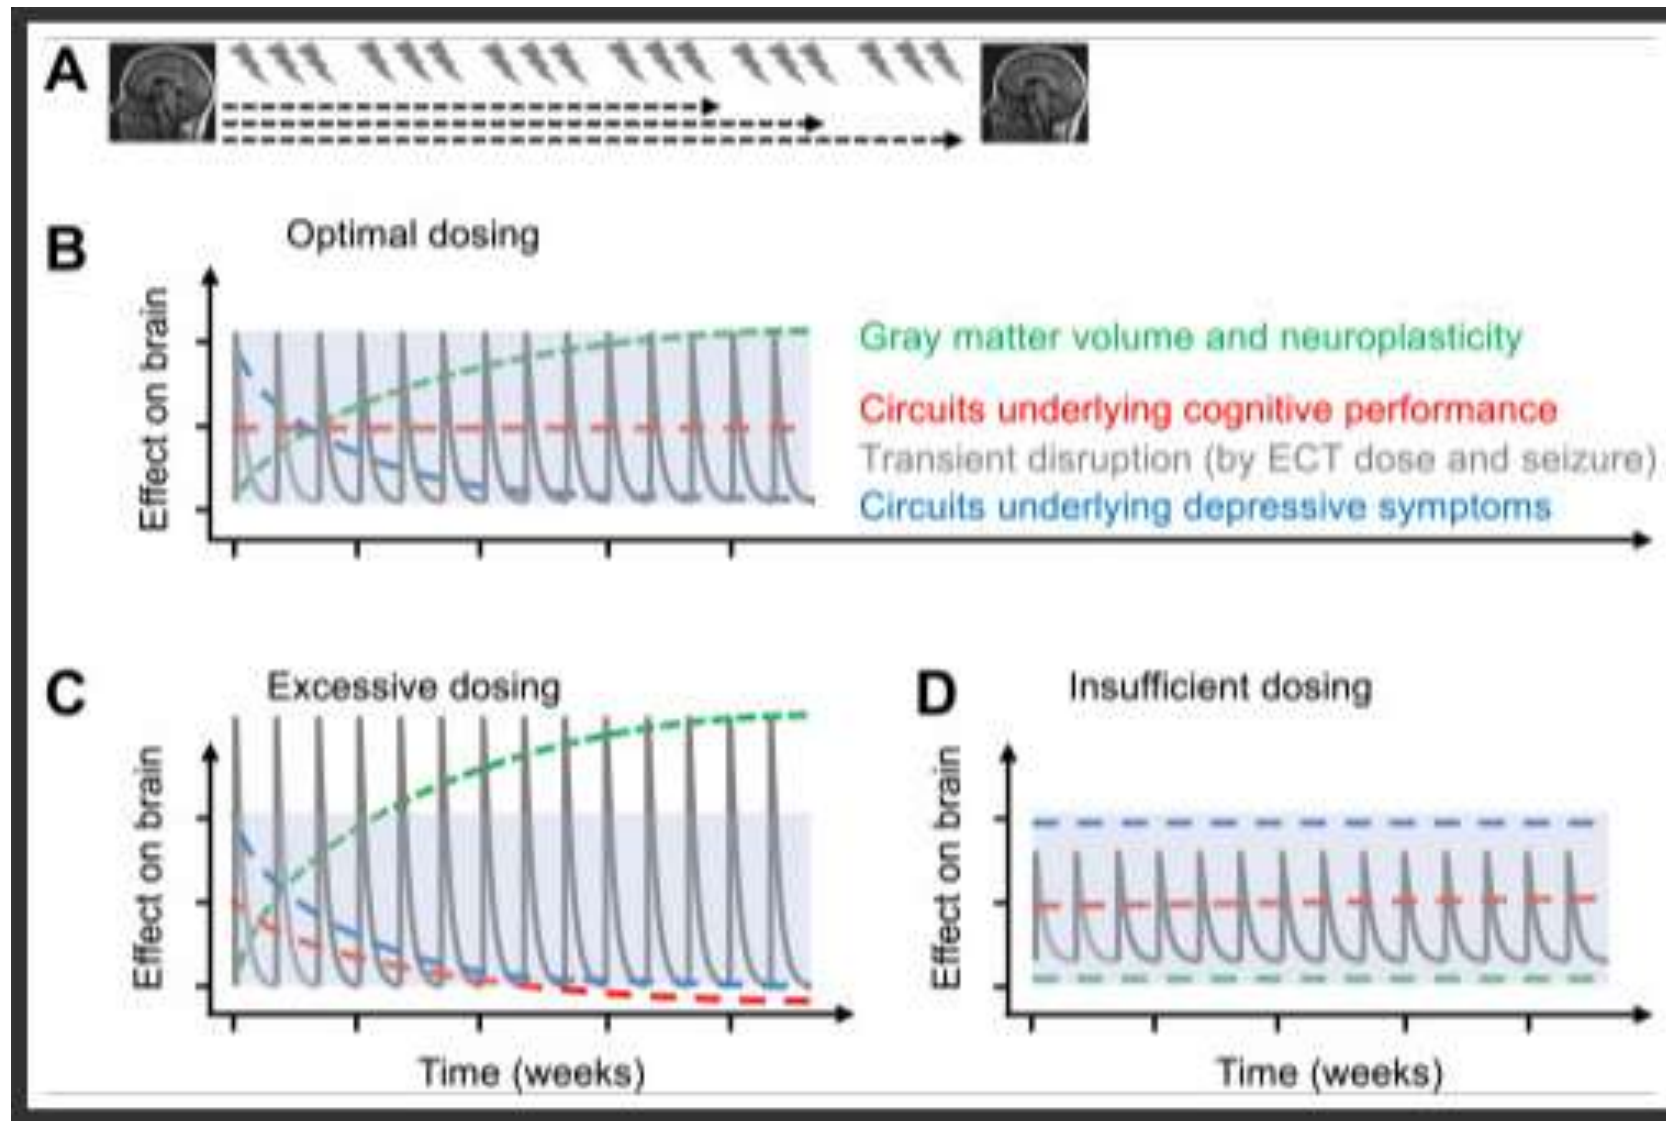 A
B
Optimal dosing
Effect on brain
Gray matter volume and neuroplasticity
Circuits underlying cognitive performance
Transient disruption (by ECT dose and seizure)
Circuits underlying depressive symptoms
C
Excessive dosing
Effect on brain
Time (weeks)
D
Insufficient dosing
Effect on brain
Time (weeks)